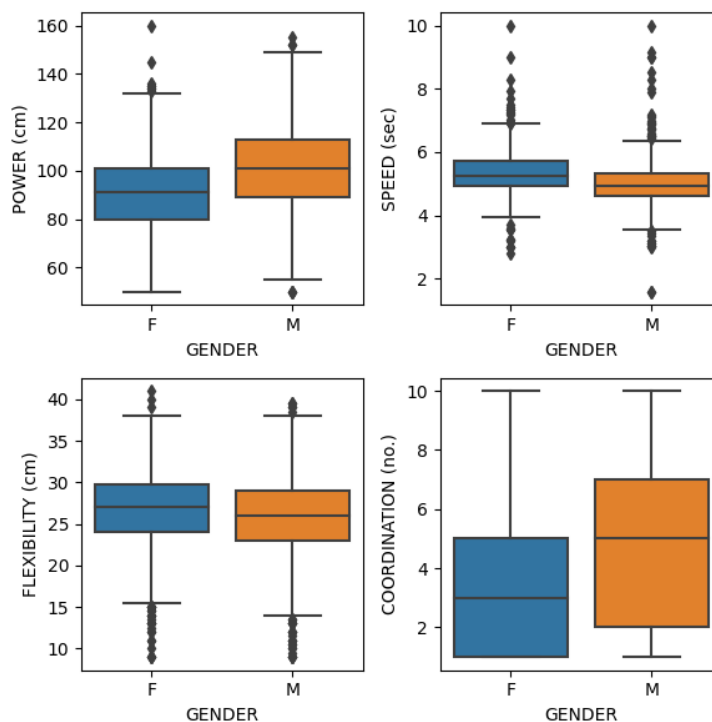 POWER (cm)
160
140
120
100
80
60
F
M
GENDER
SPEED (sec)
10
8
6
4
2
F
M
GENDER
FLEXIBILITY (cm)
40
35
30
25
20
15
10
F
M
GENDER
COORDINATION (no.)
10
8
6
4
2
F
M
GENDER